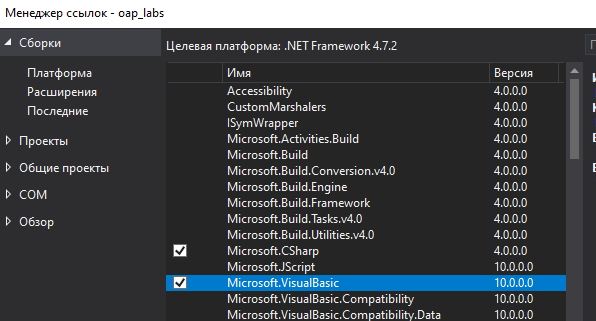 Менеджер ссылок - oap_labs
Сборки
Платформа
Расширения
Последние
Проекты
Общие проекты
COM
Обзор
Целевая платформа: .NET Framework 4.7.2
Имя Версия
Accessibility 4.0.0.0
CustomMarshalers 4.0.0.0
ISymWrapper 4.0.0.0
Microsoft.Activities.Build 4.0.0.0
Microsoft.Build 4.0.0.0
Microsoft.Build.Conversion.v4.0 4.0.0.0
Microsoft.Build.Engine 4.0.0.0
Microsoft.Build.Framework 4.0.0.0
Microsoft.Build.Tasks.v4.0 4.0.0.0
Microsoft.Build.Utilities.v4.0 4.0.0.0
Microsoft.CSharp 4.0.0.0
Microsoft.JScript 10.0.0.0
Microsoft.VisualBasic 10.0.0.0
Microsoft.VisualBasic.Compatibility 10.0.0.0
Microsoft.VisualBasic.Compatibility.Data 10.0.0.0